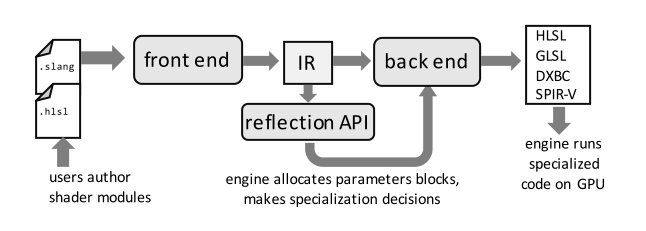 .slang
.hlsl
users author
shader modules
front end
IR
reflection API
engine allocates parameters blocks,
makes specialization decisions
back end
HLSL
GLSL
DXBC
SPIR-V
engine runs
specialized
code on GPU